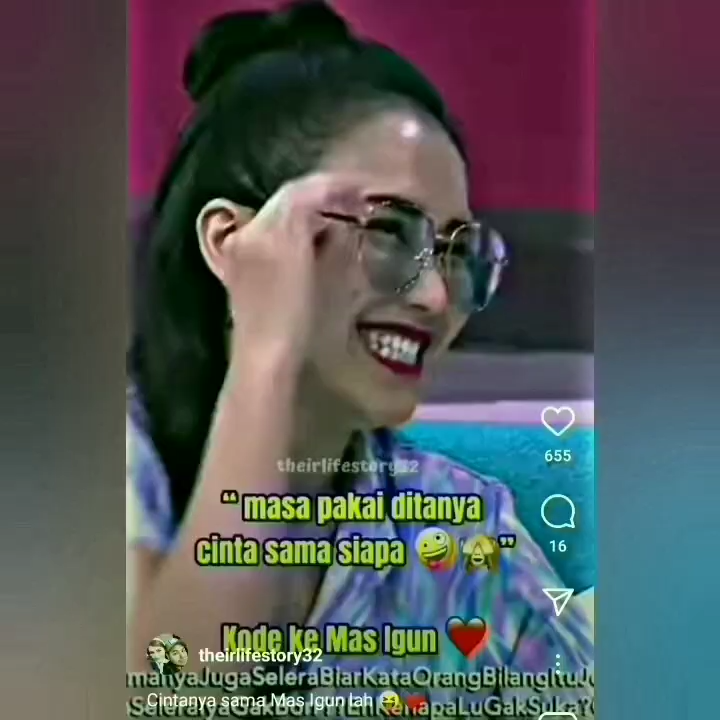 theirlifestory32
“ masa pakai ditanya
cinta sama siapa 🤪🙈”
Kode ke Mas Igun ❤️
655
16
theirlifestory32
Cintanya sama Mas Igun lah